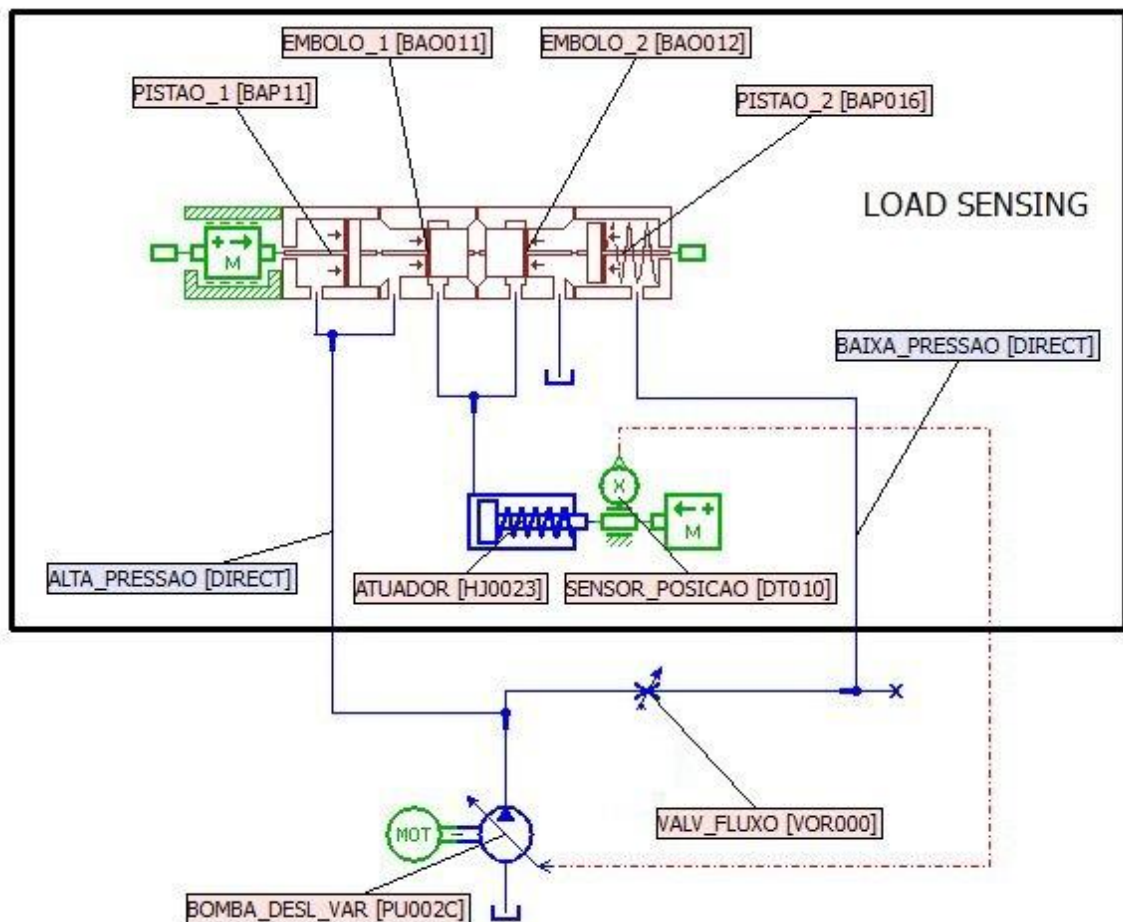 EMBOLO_1 [BAO011]
EMBOLO_2 [BAO012]
PISTAO_1 [BAP11]
PISTAO_2 [BAP016]
LOAD SENSING
M
BAIXA_PRESSAO [DIRECT]
X
M
ALTA_PRESSAO [DIRECT]
ATUADOR [HJ0023]
SENSOR_POSICAO [DT010]
VALV_FLUXO [VOR000]
MOT
BOMBA_DESL_VAR [PU002C]